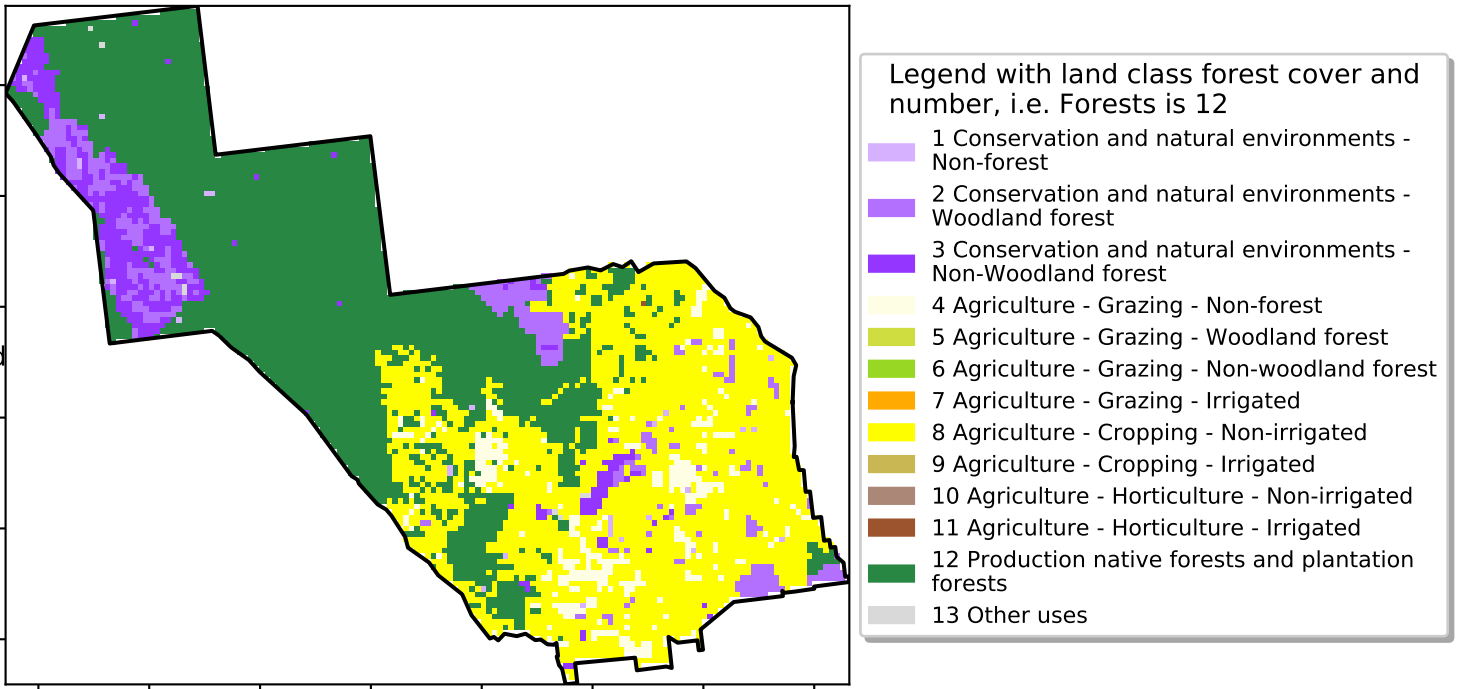 Legend with land class forest cover and
number, i.e. Forests is 12
1 Conservation and natural environments -
Non-forest
2 Conservation and natural environments -
Woodland forest
3 Conservation and natural environments -
Non-Woodland forest
4 Agriculture - Grazing - Non-forest
5 Agriculture - Grazing - Woodland forest
6 Agriculture - Grazing - Non-woodland forest
7 Agriculture - Grazing - Irrigated
8 Agriculture - Cropping - Non-irrigated
9 Agriculture - Cropping - Irrigated
10 Agriculture - Horticulture - Non-irrigated
11 Agriculture - Horticulture - Irrigated
12 Production native forests and plantation
forests
13 Other uses